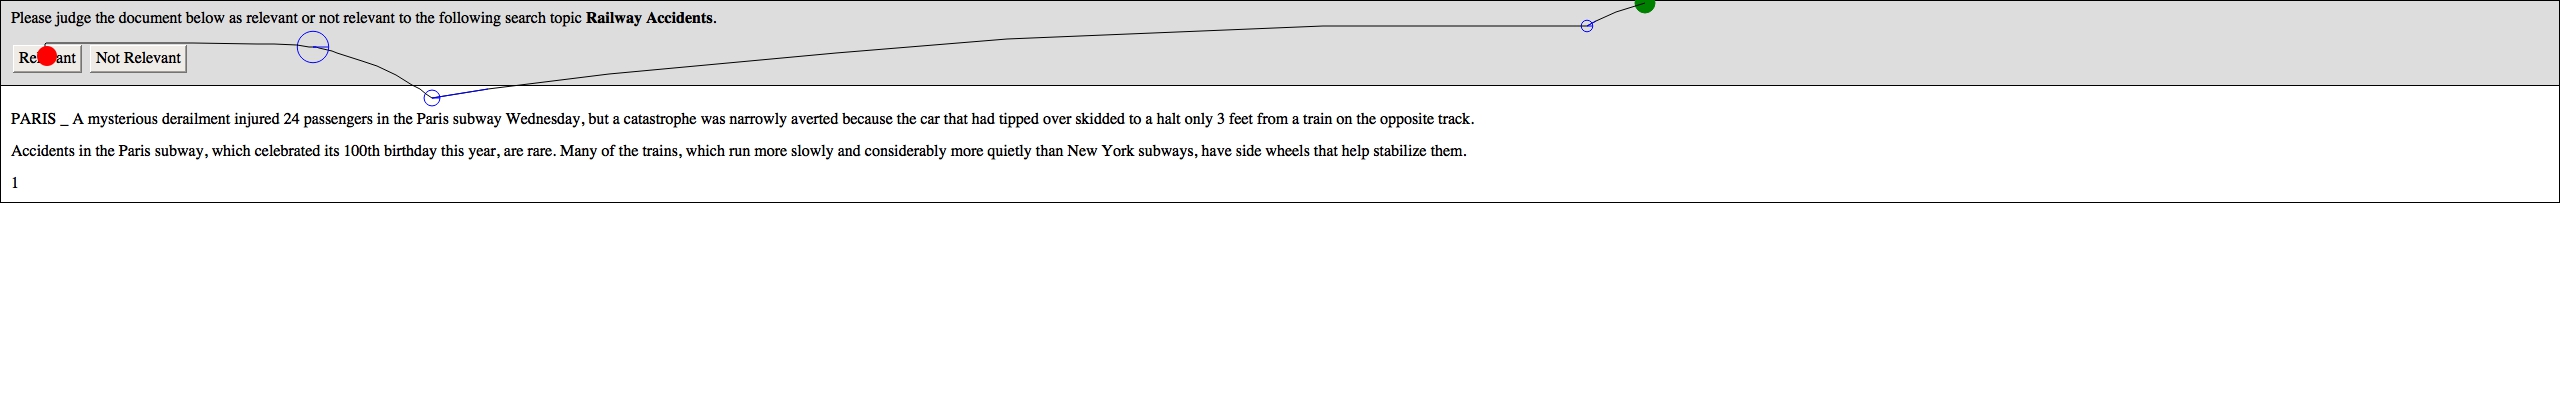 Please judge the document below as relevant or not relevant to the following search topic Railway Accidents.
Not Relevant
PARIS _ A mysterious derailment injured 24 passengers in the Paris subway Wednesday, but a catastrophe was narrowly averted because the car that had tipped over skidded to a halt only 3 feet from a train on the opposite track.
Accidents in the Paris subway, which celebrated its 100th birthday this year, are rare. Many of the trains, which run more slowly and considerably more quietly than New York subways, have side wheels that help stabilize them.
1